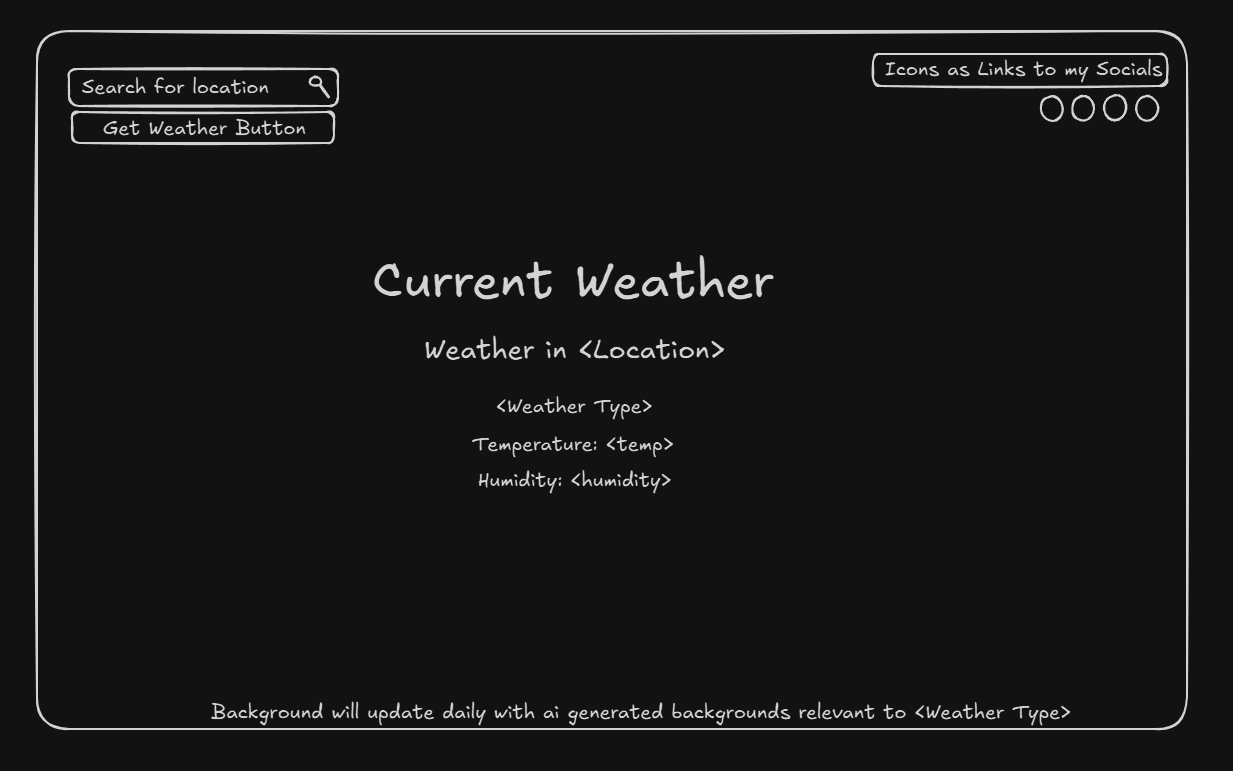 Search for location
Get Weather Button
Icons as Links to my Socials
Current Weather
Weather in <Location>
<Weather Type>
Temperature: <temp>
Humidity: <humidity>
Background will update daily with ai generated backgrounds relevant to <Weather Type>